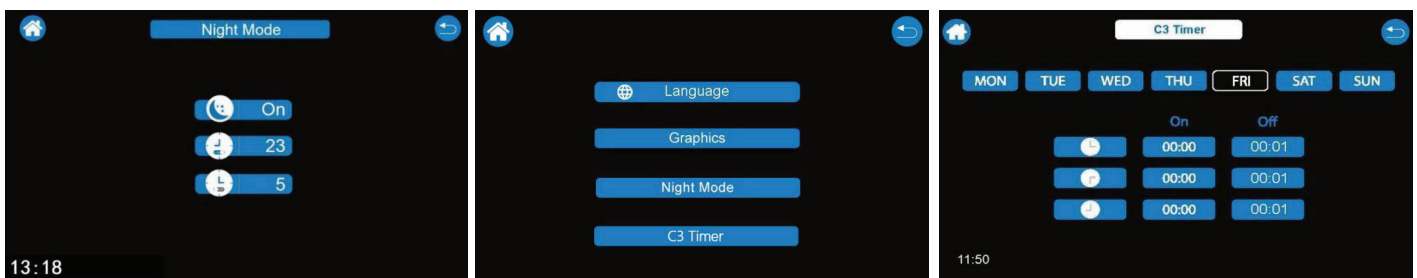 Night Mode
On
23
5
13:18
Language
Graphics
Night Mode
C3 Timer
C3 Timer
MON TUE WED THU FRI SAT SUN
On Off
00:00 00:01
00:00 00:01
00:00 00:01
11:50